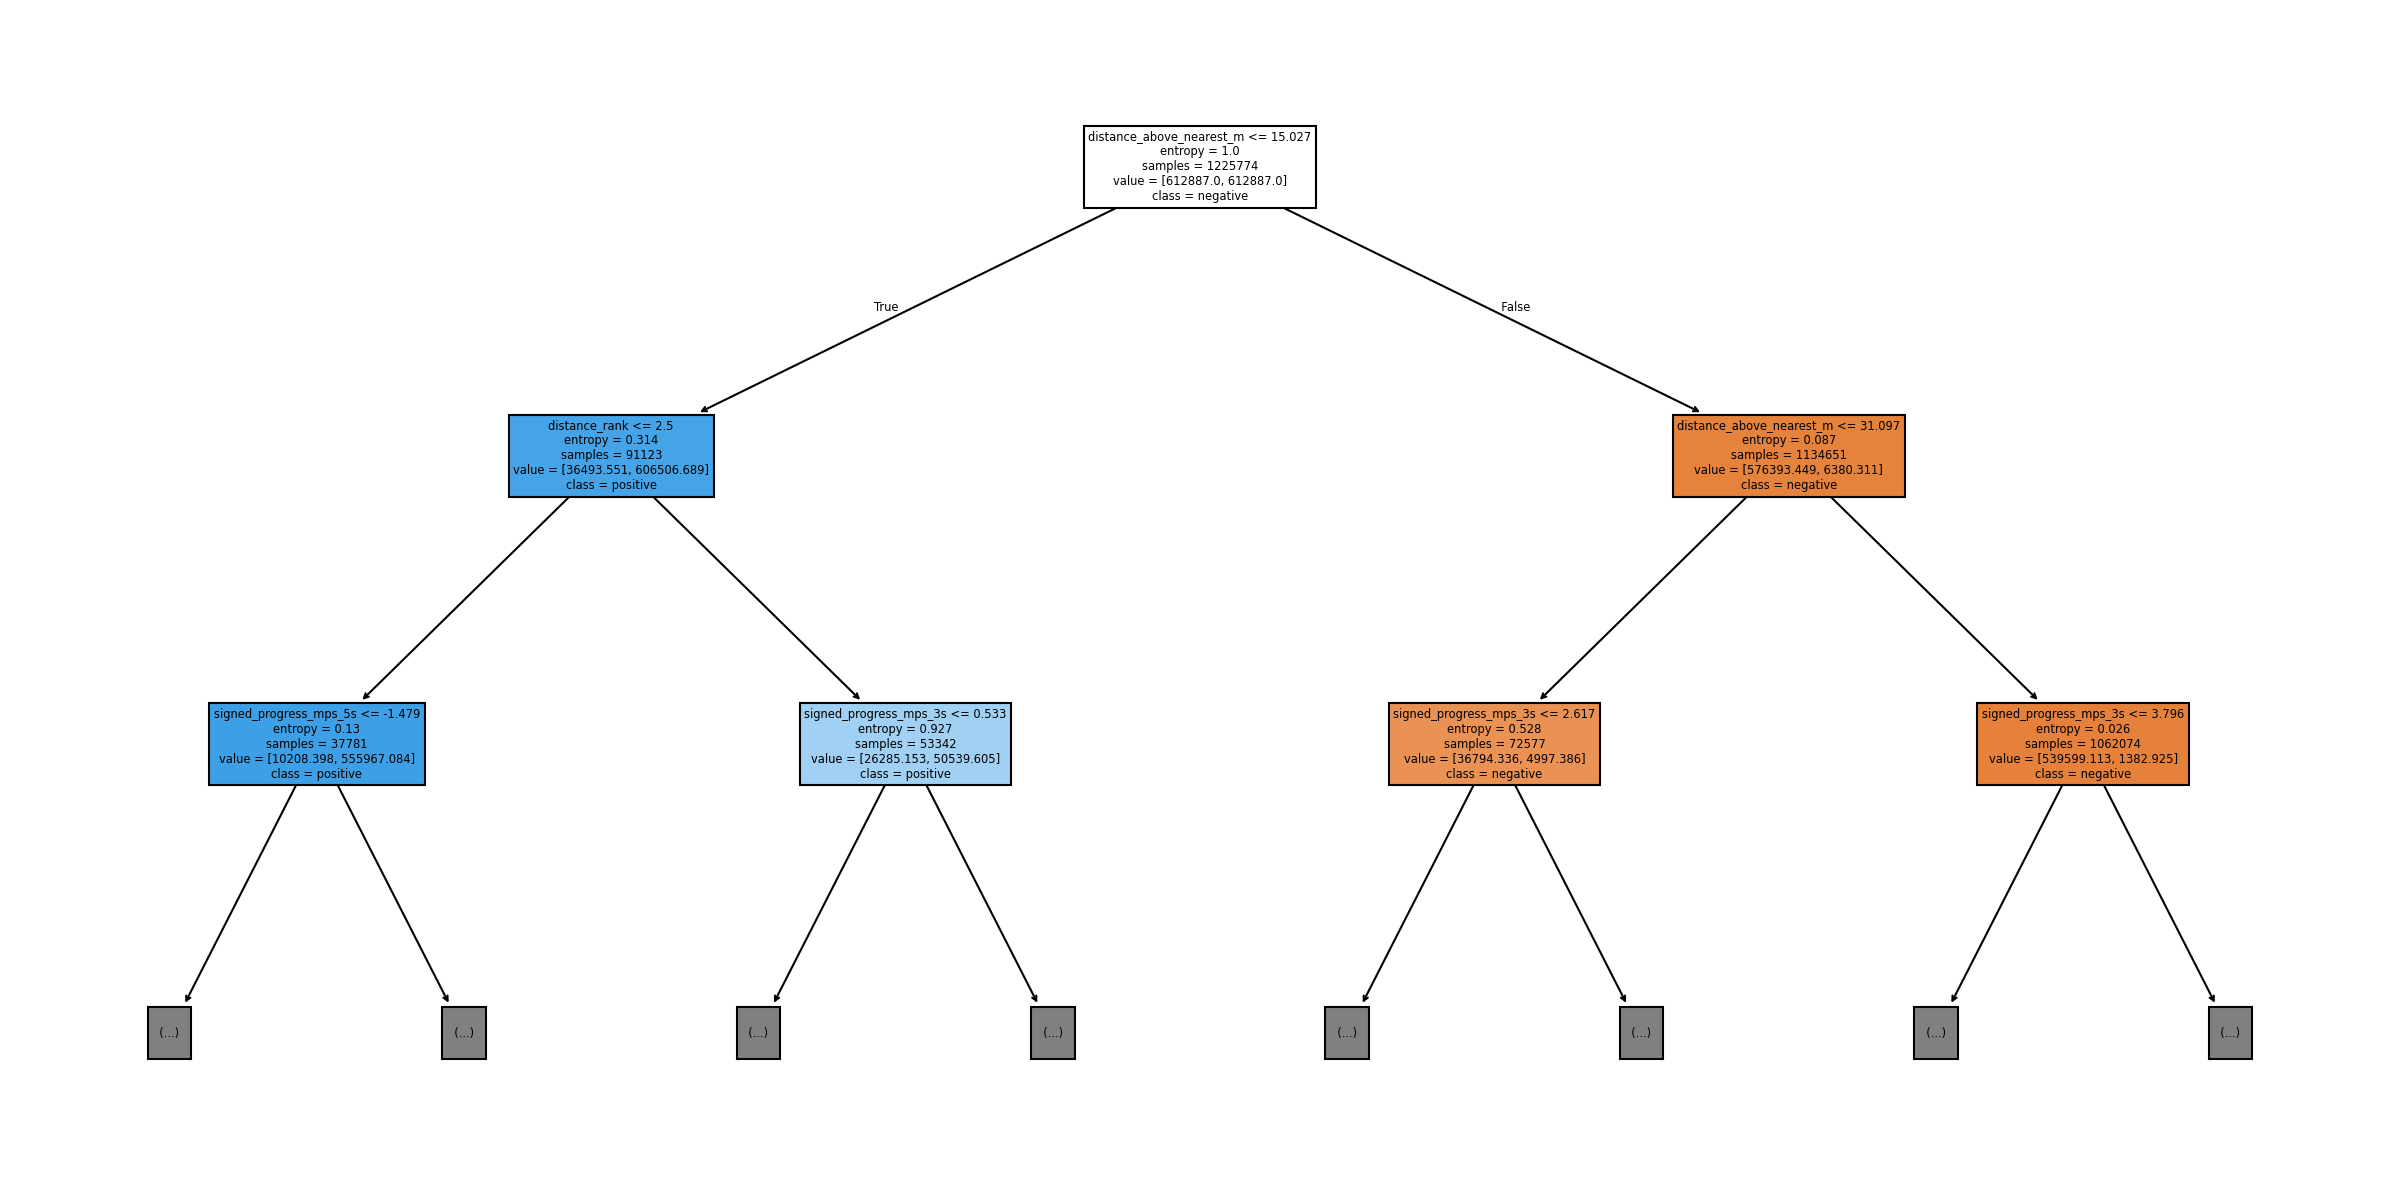 distance_above_nearest_m <= 15.027
entropy = 1.0
samples = 1225774
value = [612887.0, 612887.0]
class = negative
True
False
distance_rank <= 2.5
entropy = 0.314
samples = 91123
value = [36493.551, 606506.689]
class = positive
distance_above_nearest_m <= 31.097
entropy = 0.087
samples = 1134651
value = [576393.449, 6380.311]
class = negative
signed_progress_mps_5s <= -1.479
entropy = 0.13
samples = 37781
value = [10208.398, 555967.084]
class = positive
signed_progress_mps_3s <= 0.533
entropy = 0.927
samples = 53342
value = [26285.153, 50539.605]
class = positive
signed_progress_mps_3s <= 2.617
entropy = 0.528
samples = 72577
value = [36794.336, 4997.386]
class = negative
signed_progress_mps_3s <= 3.796
entropy = 0.026
samples = 1062074
value = [539599.113, 1382.925]
class = negative
(...)
(...)
(...)
(...)
(...)
(...)
(...)
(...)